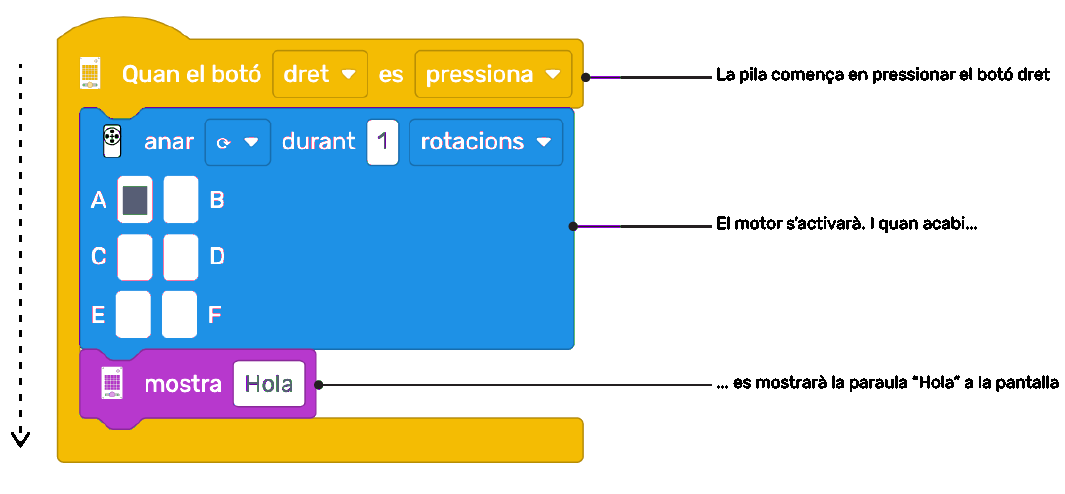 Quan el botó dret es pressiona
La pila comença en pressionar el botó dret
anar ⟳ durant 1 rotacions
A B
El motor s'activarà. I quan acabi...
C D
E F
mostra Hola
... es mostrarà la paraula "Hola" a la pantalla